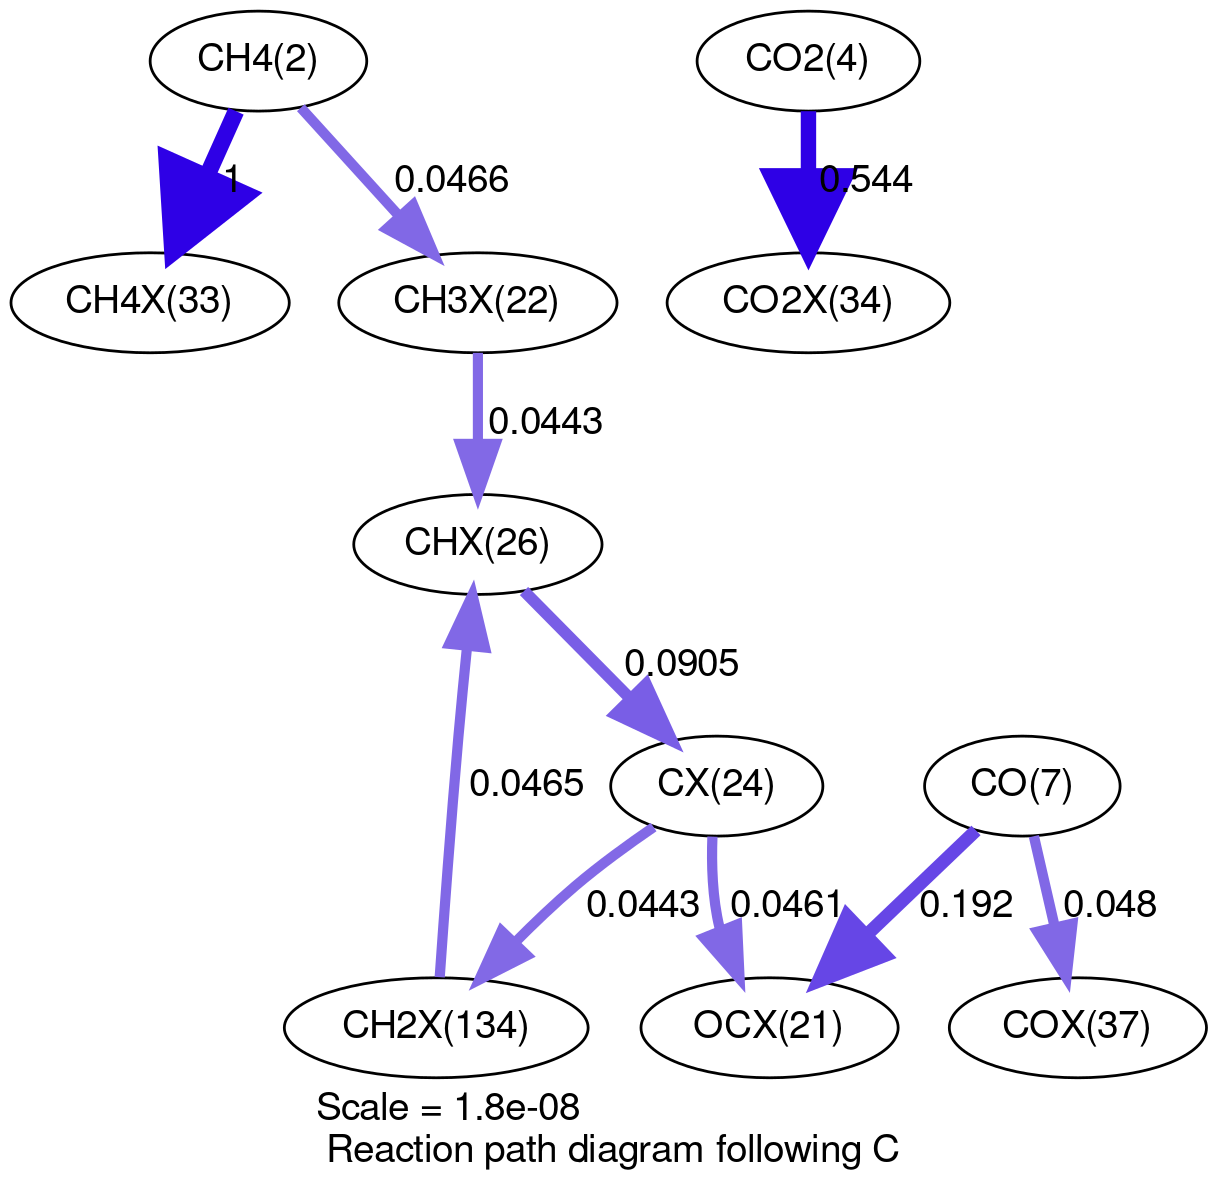 CH4(2)
CO2(4)
1
0.0466
0.544
CH4X(33)
CH3X(22)
CO2X(34)
0.0443
CHX(26)
0.0905
0.0465
CX(24)
CO(7)
0.0443
0.0461
0.192
0.048
CH2X(134)
OCX(21)
COX(37)
Scale = 1.8e-08
Reaction path diagram following C